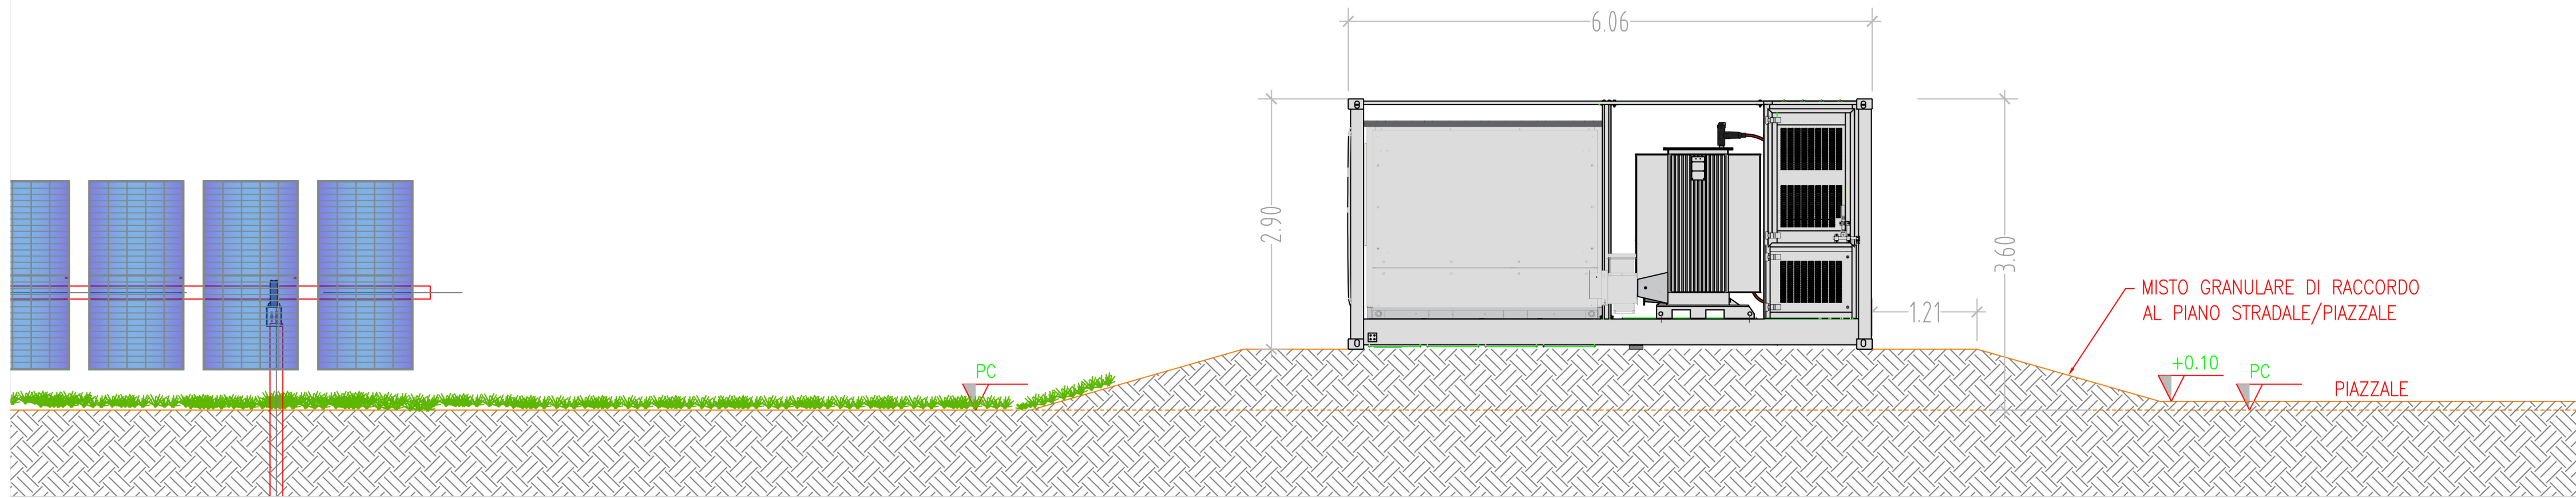 6.06
2.90
3.60
1.21
MISTO GRANULARE DI RACCORDO
AL PIANO STRADALE/PIAZZALE
PC
+0.10
PC
PIAZZALE